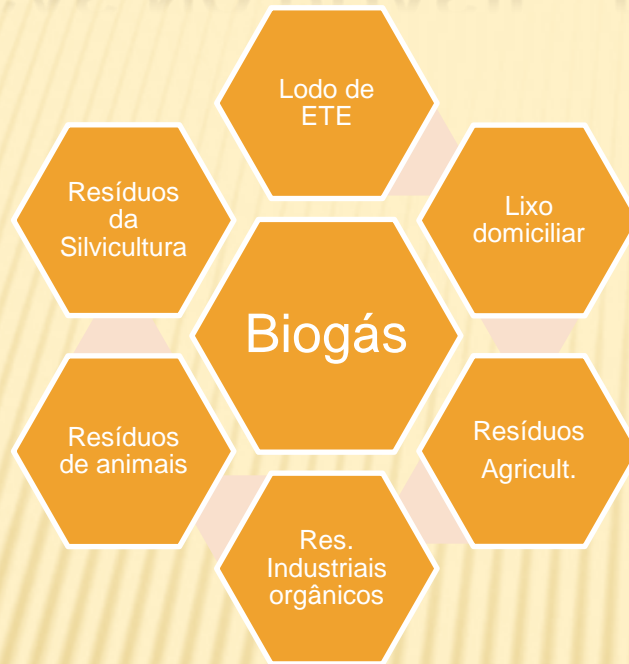 Lodo de
ETE
Resíduos
da
Silvicultura
Lixo
domiciliar
Biogás
Resíduos
de animais
Resíduos
Agricult.
Res.
Industriais
orgânicos